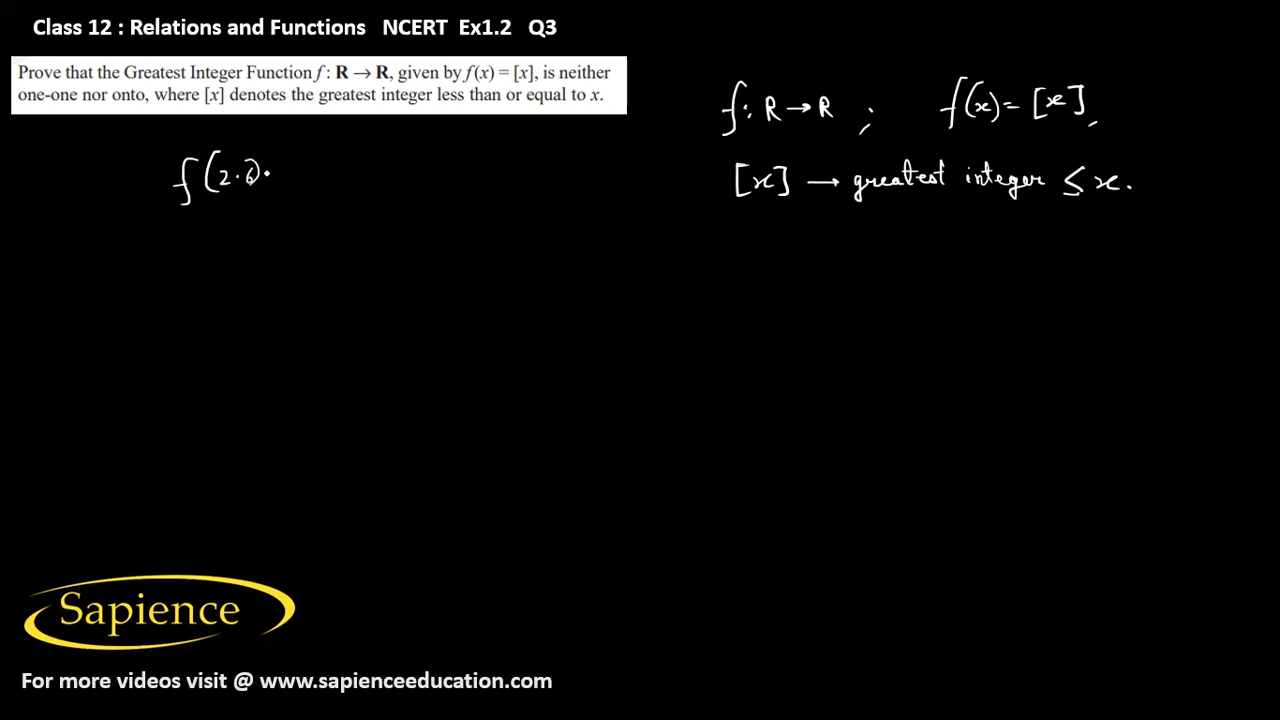 Class 12 : Relations and Functions NCERT Ex1.2 Q3
Prove that the Greatest Integer Function f : R → R, given by f(x) = [x], is neither
one-one nor onto, where [x] denotes the greatest integer less than or equal to x.
f: R → R ; f(x) = [x],
[x] → greatest integer ≤ x.
f(2.6)
Sapience
For more videos visit @ www.sapienceeducation.com